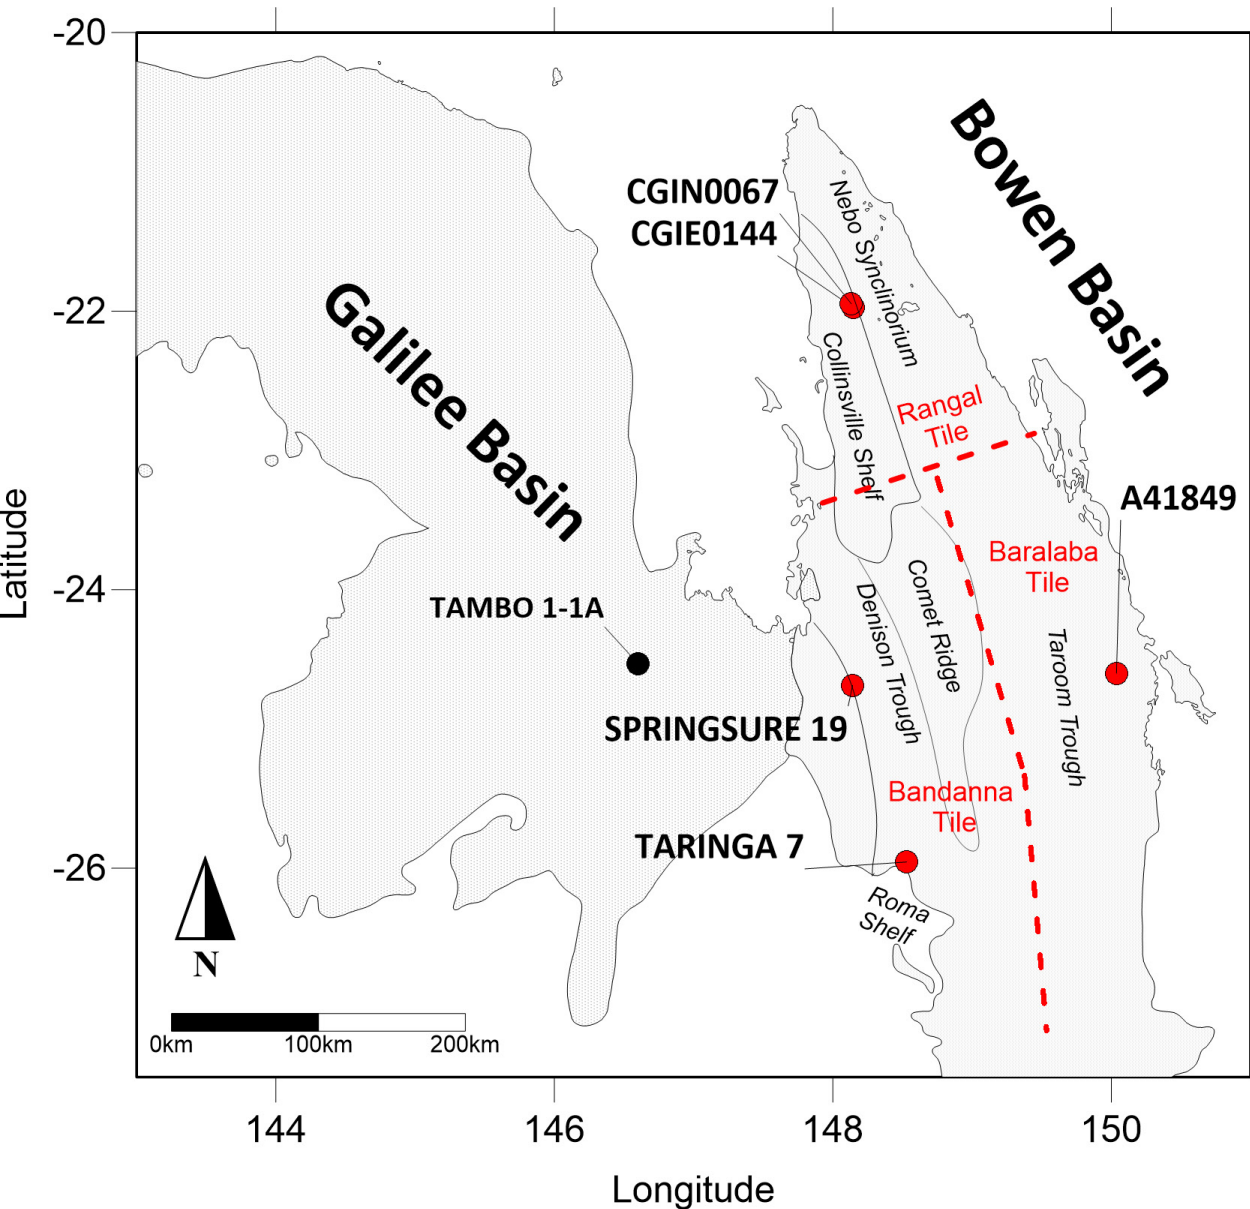 -20
Bowen Basin
CGIN0067
CGIE0144
Nebo Synclinorium
-22
Galilee Basin
Collinsville Shelf
Rangal
Tile
A41849
Latitude
Baralaba
Tile
-24
TAMBO 1-1A
Denison Trough
Comet Ridge
Taroom Trough
SPRINGSURE 19
Bandanna
Tile
TARINGA 7
-26
Roma
Shelf
N
0km
100km
200km
144
146
148
150
Longitude